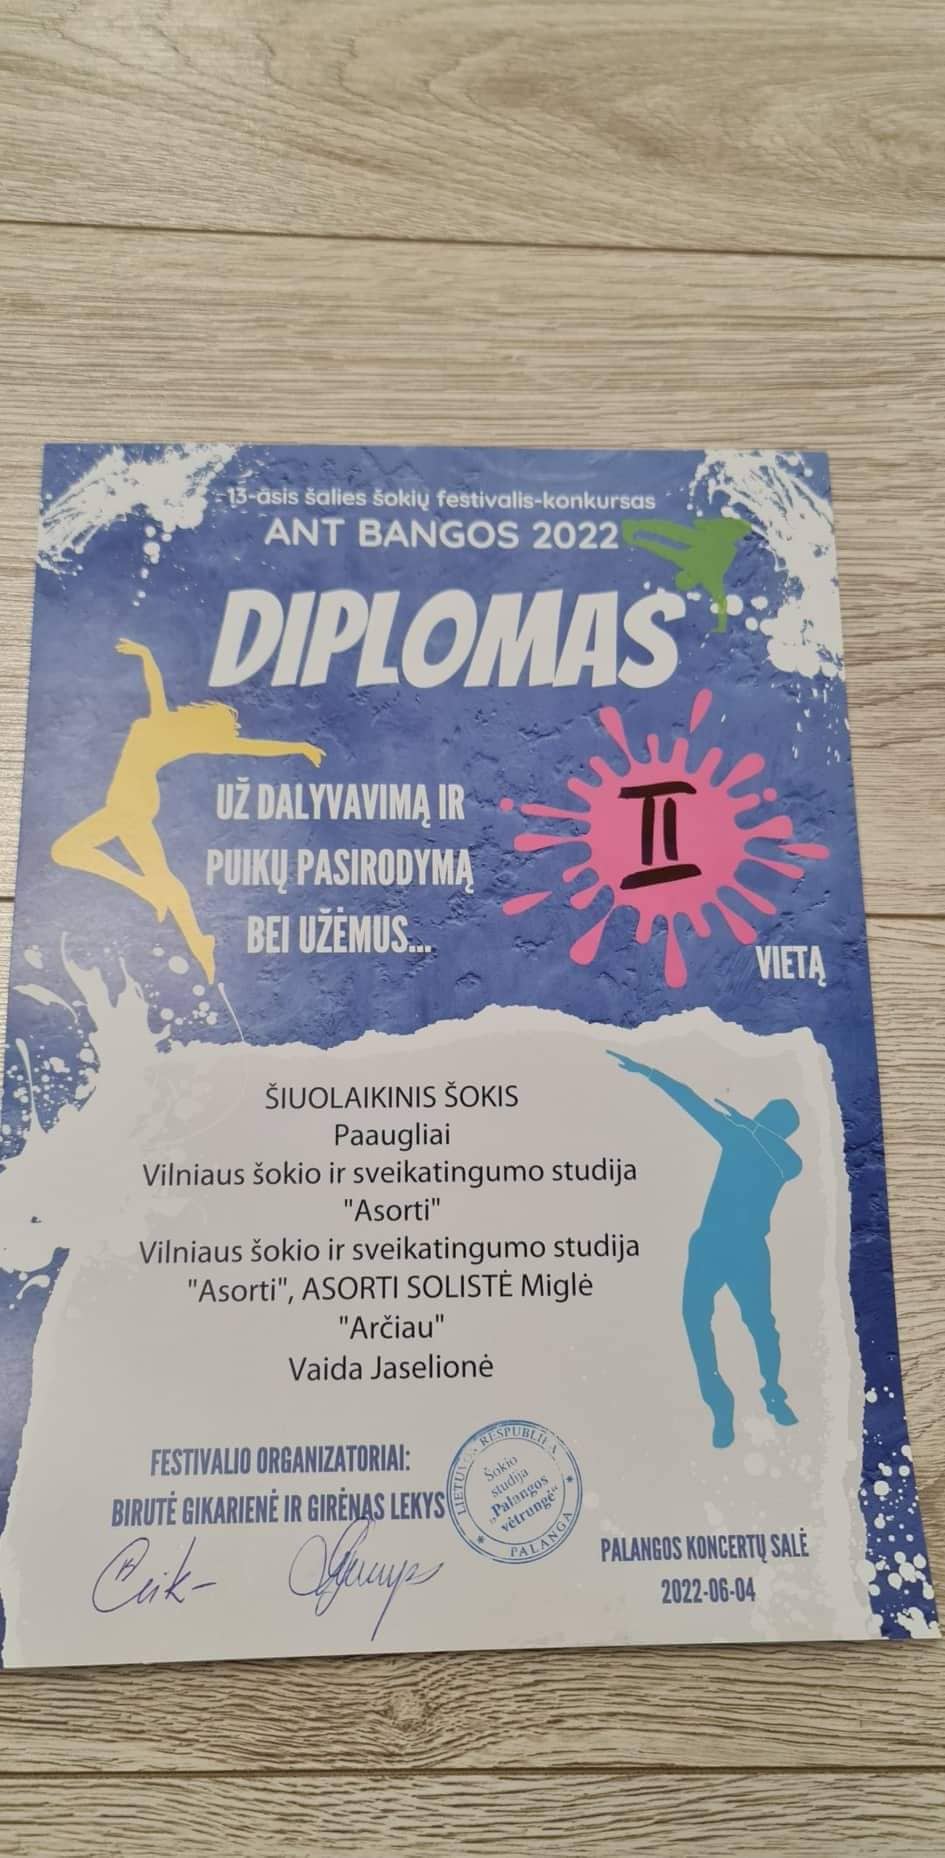 13-asis šalies šokių festivalis-konkursas
ANT BANGOS 2022
DIPLOMAS
UŽ DALYVAVIMĄ IR
PUIKŲ PASIRODYMĄ
BEI UŽĖMUS...
II
VIETĄ
ŠIUOLAIKINIS ŠOKIS
Paaugliai
Vilniaus šokio ir sveikatingumo studija
"Asorti"
Vilniaus šokio ir sveikatingumo studija
"Asorti", ASORTI SOLISTĖ Miglė
"Arčiau"
Vaida Jaselionė
FESTIVALIO ORGANIZATORIAI:
BIRUTĖ GIKARIENĖ IR GIRĖNAS LEKYS
LIETUVOS RESPUBLIKA
Šokio
studija
„Palangos
vėtrungė“
* PALANGA *
PALANGOS KONCERTŲ SALĖ
2022-06-04